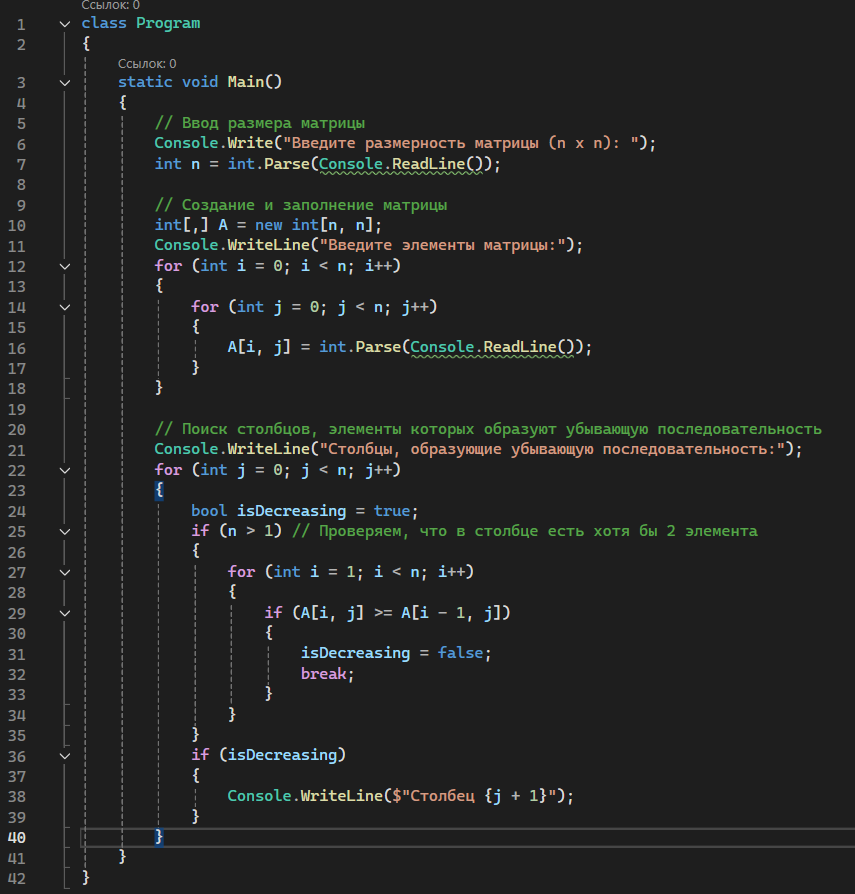 Ссылок: 0
1 class Program
2 {
Ссылок: 0
3 static void Main()
4 {
5 // Ввод размера матрицы
6 Console.Write("Введите размерность матрицы (n x n): ");
7 int n = int.Parse(Console.ReadLine());
8
9 // Создание и заполнение матрицы
10 int[,] A = new int[n, n];
11 Console.WriteLine("Введите элементы матрицы:");
12 for (int i = 0; i < n; i++)
13 {
14 for (int j = 0; j < n; j++)
15 {
16 A[i, j] = int.Parse(Console.ReadLine());
17 }
18 }
19
20 // Поиск столбцов, элементы которых образуют убывающую последовательность
21 Console.WriteLine("Столбцы, образующие убывающую последовательность:");
22 for (int j = 0; j < n; j++)
23 {
24 bool isDecreasing = true;
25 if (n > 1) // Проверяем, что в столбце есть хотя бы 2 элемента
26 {
27 for (int i = 1; i < n; i++)
28 {
29 if (A[i, j] >= A[i - 1, j])
30 {
31 isDecreasing = false;
32 break;
33 }
34 }
35 }
36 if (isDecreasing)
37 {
38 Console.WriteLine($"Столбец {j + 1}");
39 }
40 }
41 }
42 }